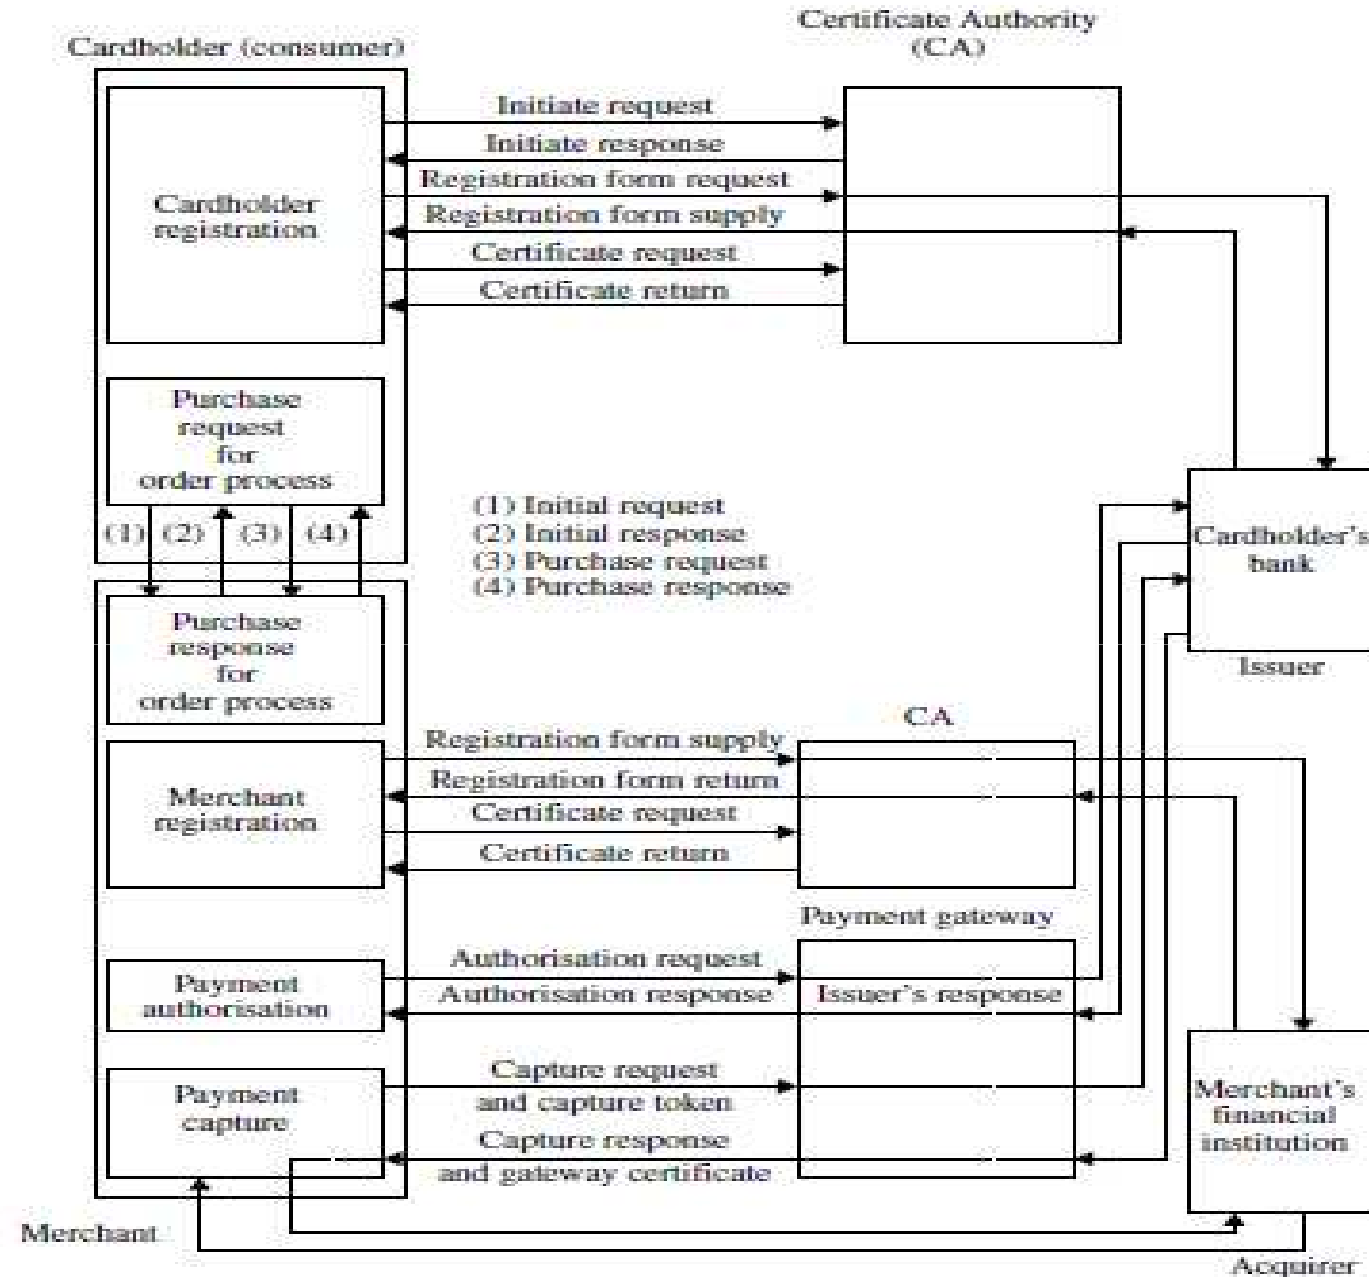 Certificate Authority
(CA)
Cardholder (consumer)
Initiate request
Initiate response
Registration form request
Registration form supply
Certificate request
Certificate return
Cardholder
registration
Purchase
request
for
order process
(1) (2) (3) (4)
(1) Initial request
(2) Initial response
(3) Purchase request
(4) Purchase response
Cardholder's
bank
Issuer
Purchase
response
for
order process
CA
Registration form supply
Registration form return
Certificate request
Certificate return
Merchant
registration
Payment gateway
Authorisation request
Authorisation response
Issuer's response
Payment
authorisation
Capture request
and capture token
Capture response
and gateway certificate
Payment
capture
Merchant's
financial
institution
Merchant
Acquirer